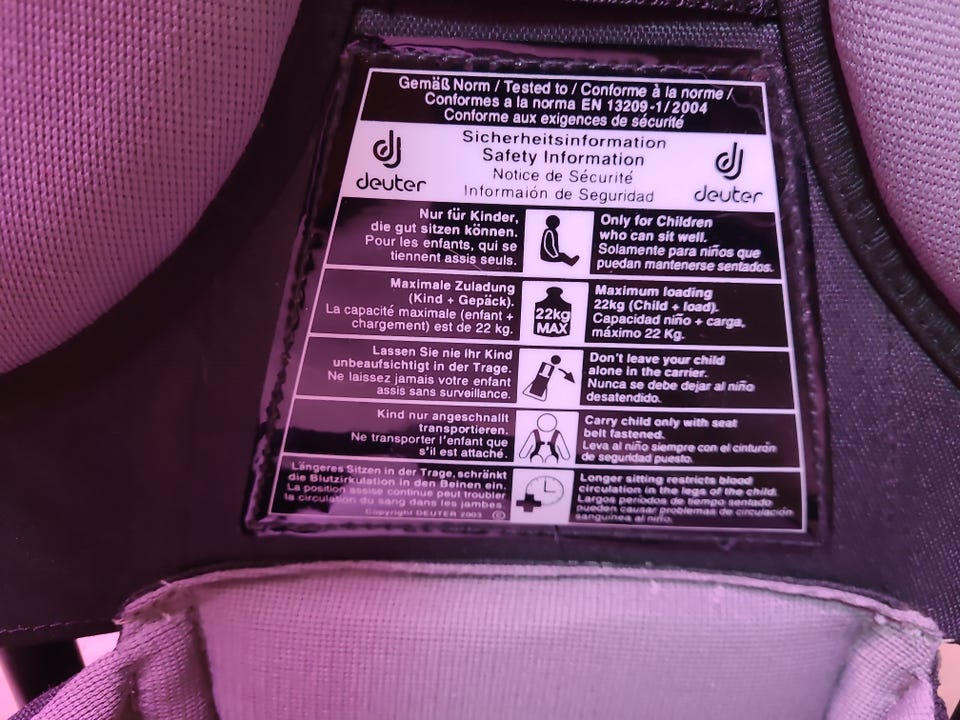 Gemäß Norm / Tested to / Conforme à la norme /
Conformes a la norma EN 13209-1/2004
Conforme aux exigences de sécurité
deuter
Sicherheitsinformation
Safety Information
Notice de Sécurité
Informaión de Seguridad
deuter
Nur für Kinder,
die gut sitzen können.
Pour les enfants, qui se
tiennent assis seuls.
Only for Children
who can sit well.
Solamente para niños que
puedan mantenerse sentados.
Maximale Zuladung
(Kind + Gepäck).
La capacité maximale (enfant +
chargement) est de 22 kg.
22kg
MAX
Maximum loading
22kg (Child + load).
Capacidad niño + carga,
máximo 22 Kg.
Lassen Sie nie Ihr Kind
unbeaufsichtigt in der Trage.
Ne laissez jamais votre enfant
assis sans surveillance.
Don't leave your child
alone in the carrier.
Nunca se debe dejar al niño
desatendido.
Kind nur angeschnallt
transportieren.
Ne transporter l'enfant que
s'il est attaché.
Carry child only with seat
belt fastened.
Leva al niño siempre con el cinturón
de seguridad puesto.
Längeres Sitzen in der Trage, schränkt
die Blutzirkulation in den Beinen ein.
La position assise continue peut troubler
la circulation du sang dans les jambes.
Copyright DEUTER 2003 ©
Longer sitting restricts blood
circulation in the legs of the child.
Largos períodos de tiempo sentado
pueden causar problemas de circulación
sanguínea al niño.